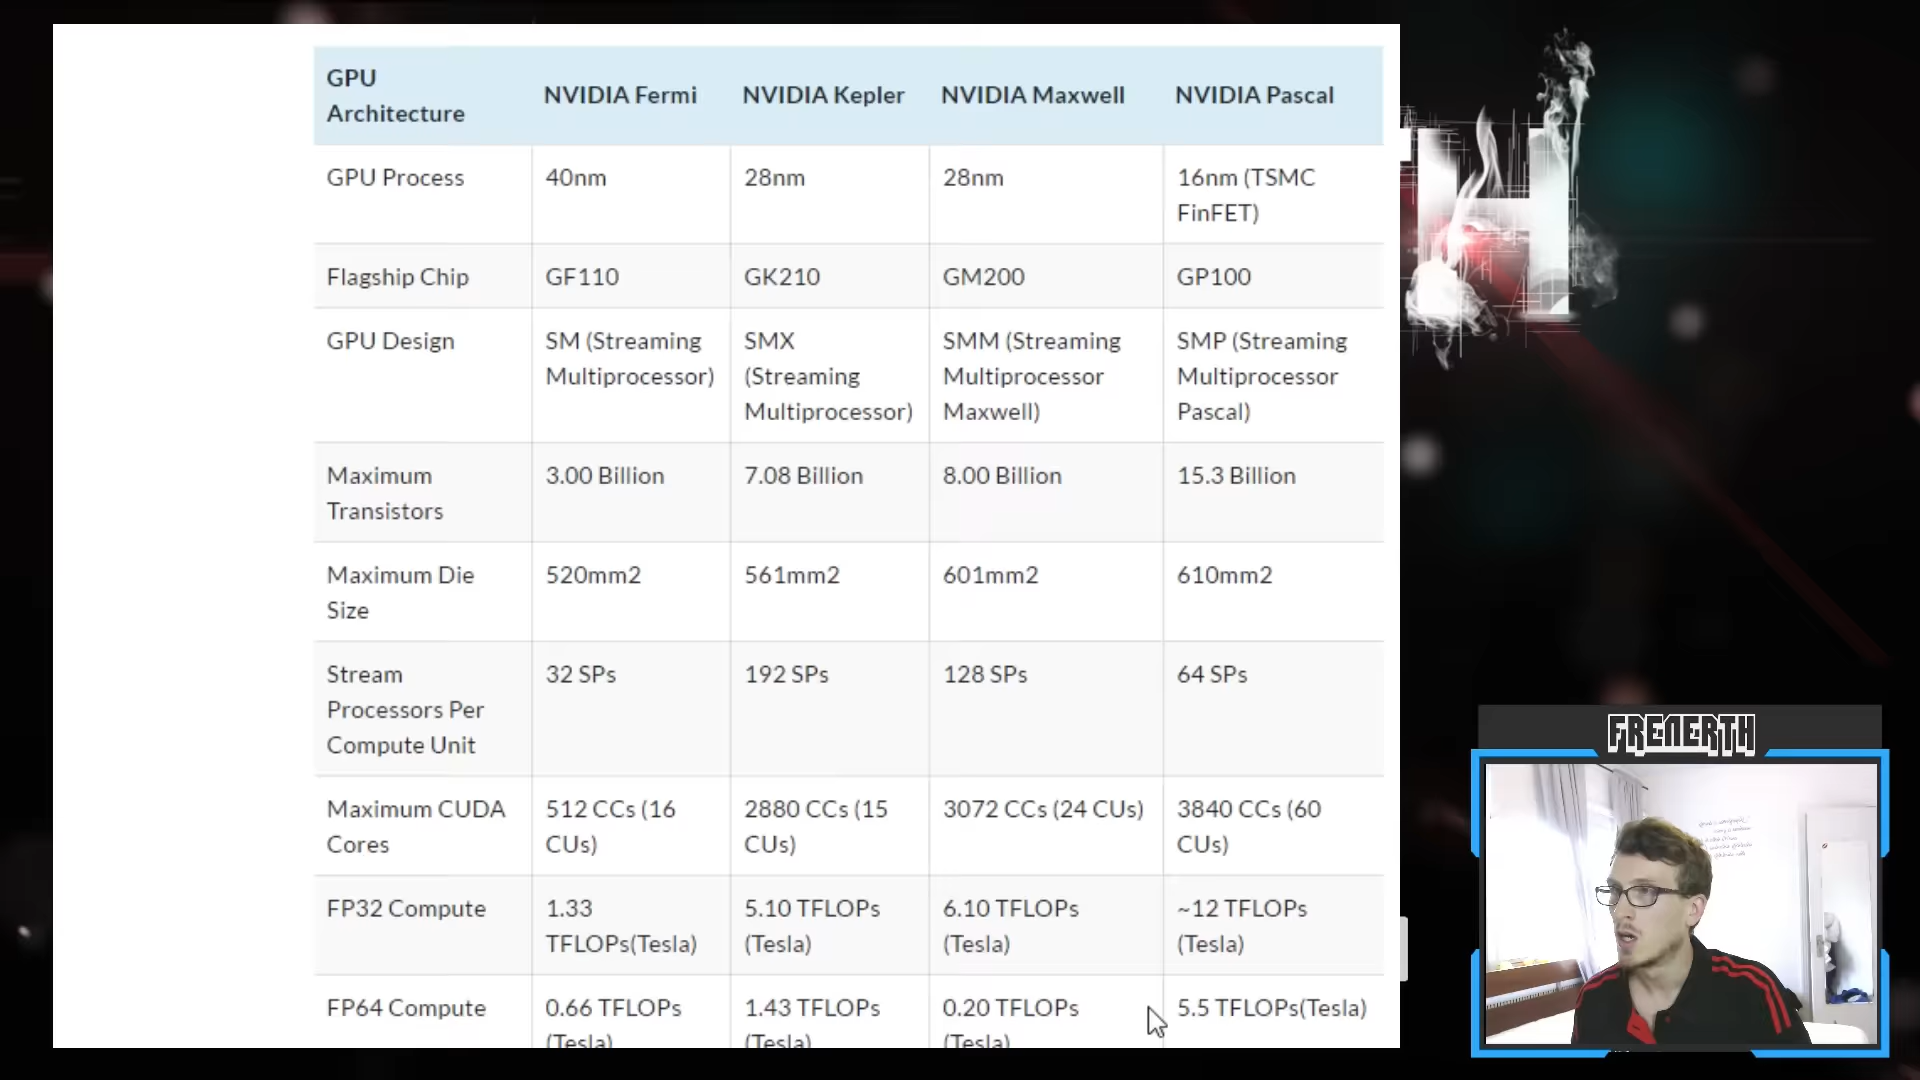 GPU Architecture
NVIDIA Fermi
NVIDIA Kepler
NVIDIA Maxwell
NVIDIA Pascal
GPU Process
40nm
28nm
28nm
16nm (TSMC FinFET)
Flagship Chip
GF110
GK210
GM200
GP100
GPU Design
SM (Streaming Multiprocessor)
SMX (Streaming Multiprocessor)
SMM (Streaming Multiprocessor Maxwell)
SMP (Streaming Multiprocessor Pascal)
Maximum Transistors
3.00 Billion
7.08 Billion
8.00 Billion
15.3 Billion
Maximum Die Size
520mm2
561mm2
601mm2
610mm2
Stream Processors Per Compute Unit
32 SPs
192 SPs
128 SPs
64 SPs
Maximum CUDA Cores
512 CCs (16 CUs)
2880 CCs (15 CUs)
3072 CCs (24 CUs)
3840 CCs (60 CUs)
FP32 Compute
1.33 TFLOPs(Tesla)
5.10 TFLOPs (Tesla)
6.10 TFLOPs (Tesla)
~12 TFLOPs (Tesla)
FP64 Compute
0.66 TFLOPs (Tesla)
1.43 TFLOPs (Tesla)
0.20 TFLOPs (Tesla)
5.5 TFLOPs(Tesla)
H
FRENERTH